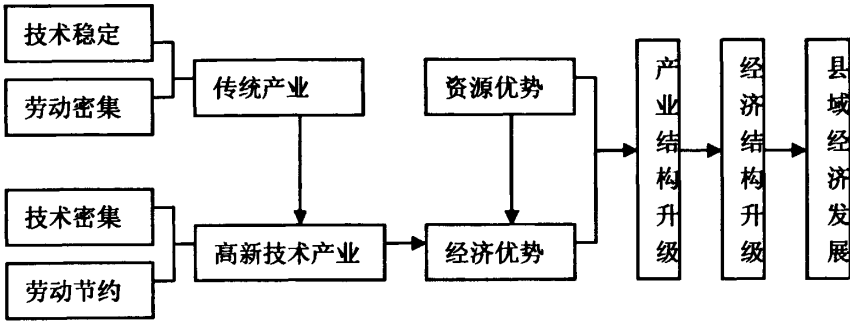 技术稳定
劳动密集
传统产业
资源优势
技术密集
劳动节约
高新技术产业
经济优势
产业结构升级
经济结构升级
县域经济发展